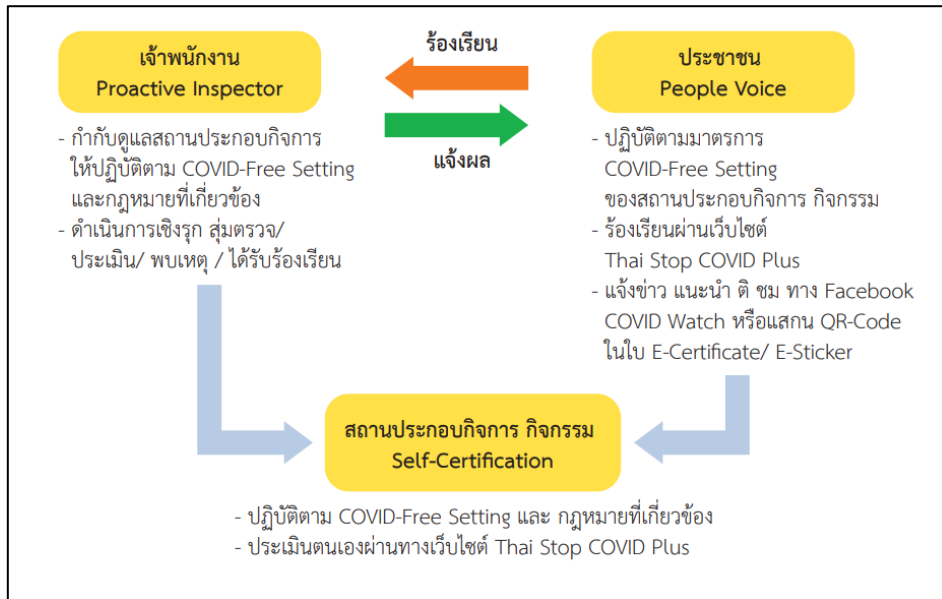 เจ้าพนักงาน
Proactive Inspector
- กำกับดูแลสถานประกอบกิจการ
ให้ปฏิบัติตาม COVID-Free Setting
และกฎหมายที่เกี่ยวข้อง
- ดำเนินการเชิงรุก สุ่มตรวจ/
ประเมิน/ พบเหตุ / ได้รับร้องเรียน
ร้องเรียน
แจ้งผล
ประชาชน
People Voice
- ปฏิบัติตามมาตรการ
COVID-Free Setting
ของสถานประกอบกิจการ กิจกรรม
- ร้องเรียนผ่านเว็บไซต์
Thai Stop COVID Plus
- แจ้งข่าว แนะนำ ติ ชม ทาง Facebook
COVID Watch หรือแสกน QR-Code
ในใบ E-Certificate/ E-Sticker
สถานประกอบกิจการ กิจกรรม
Self-Certification
- ปฏิบัติตาม COVID-Free Setting และ กฎหมายที่เกี่ยวข้อง
- ประเมินตนเองผ่านทางเว็บไซต์ Thai Stop COVID Plus